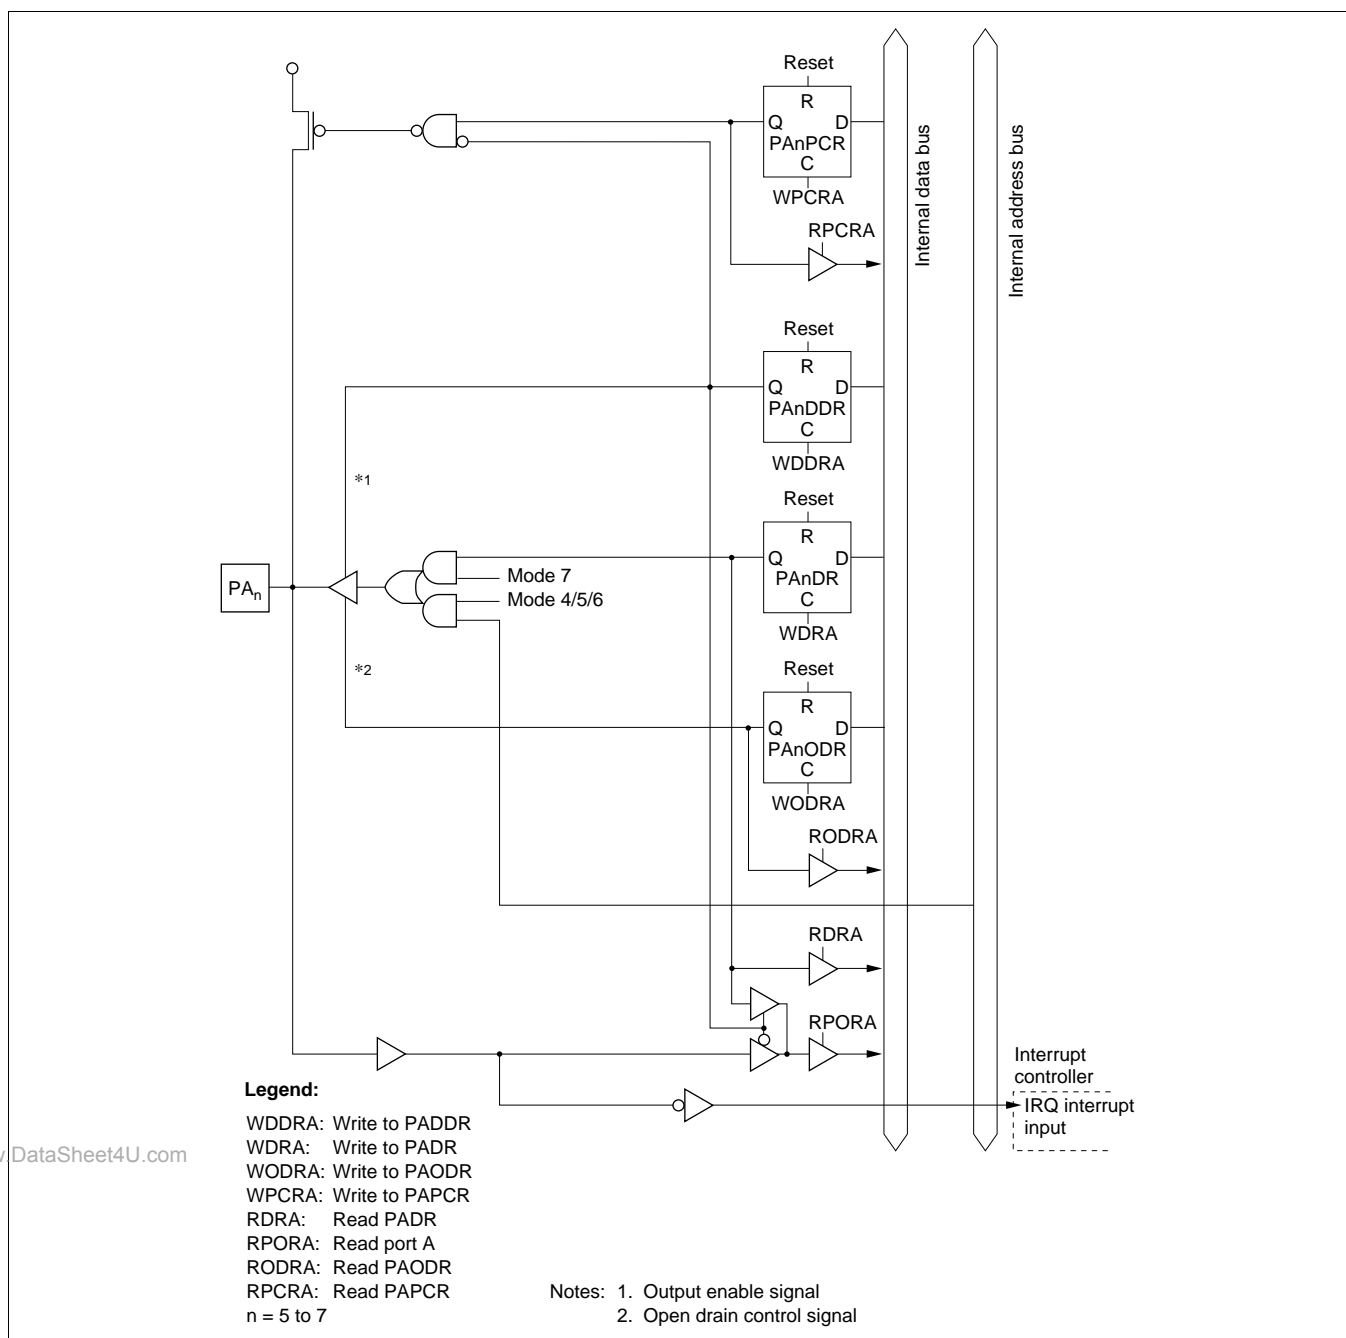 Reset
R
Q D
PAnPCR
C
WPCRA
RPCRA
Internal data bus
Internal address bus
Reset
R
Q D
PAnDDR
C
WDDRA
*1
Reset
R
Q D
PAnDR
C
WDRA
Mode 7
Mode 4/5/6
PAn
*2
Reset
R
Q D
PAnODR
C
WODRA
RODRA
RDRA
RPORA
Interrupt
controller
IRQ interrupt
input
Legend:
WDDRA: Write to PADDR
WDRA: Write to PADR
WODRA: Write to PAODR
WPCRA: Write to PAPCR
RDRA: Read PADR
RPORA: Read port A
RODRA: Read PAODR
RPCRA: Read PAPCR
n = 5 to 7
Notes: 1. Output enable signal
2. Open drain control signal
.DataSheet4U.com